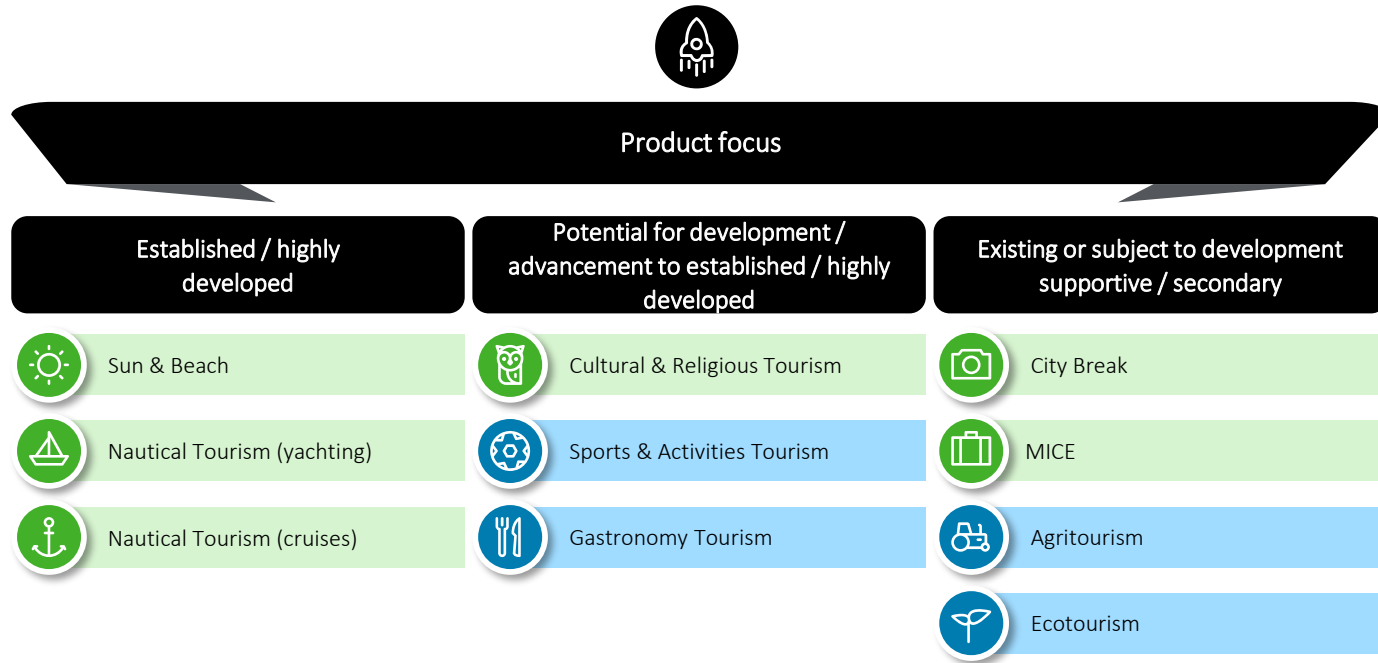 Product focus
Established / highly
developed
Potential for development /
advancement to established / highly
developed
Existing or subject to development
supportive / secondary
Sun & Beach
Nautical Tourism (yachting)
Nautical Tourism (cruises)
Cultural & Religious Tourism
Sports & Activities Tourism
Gastronomy Tourism
City Break
MICE
Agritourism
Ecotourism